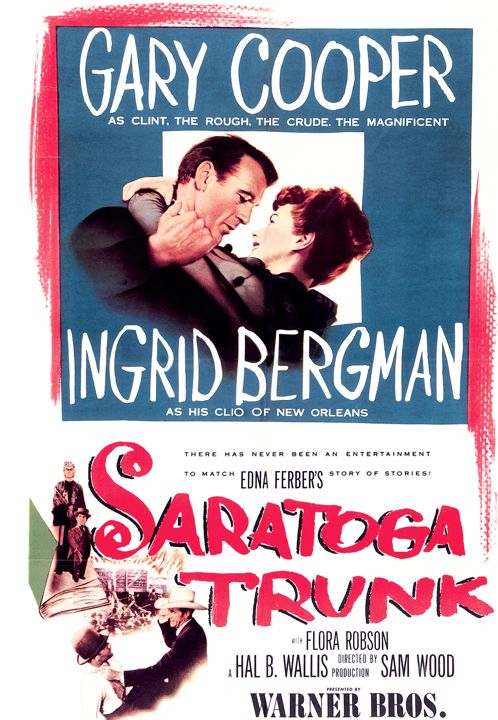 GARY COOPER
AS CLINT, THE ROUGH, THE CRUDE, THE MAGNIFICENT
INGRID BERGMAN
AS HIS CLIO OF NEW ORLEANS
THERE HAS NEVER BEEN AN ENTERTAINMENT
TO MATCH EDNA FERBER'S STORY OF STORIES!
SARATOGA
TRUNK
WITH FLORA ROBSON
A HAL B. WALLIS PRODUCTION DIRECTED BY SAM WOOD
PRESENTED BY
WARNER BROS.